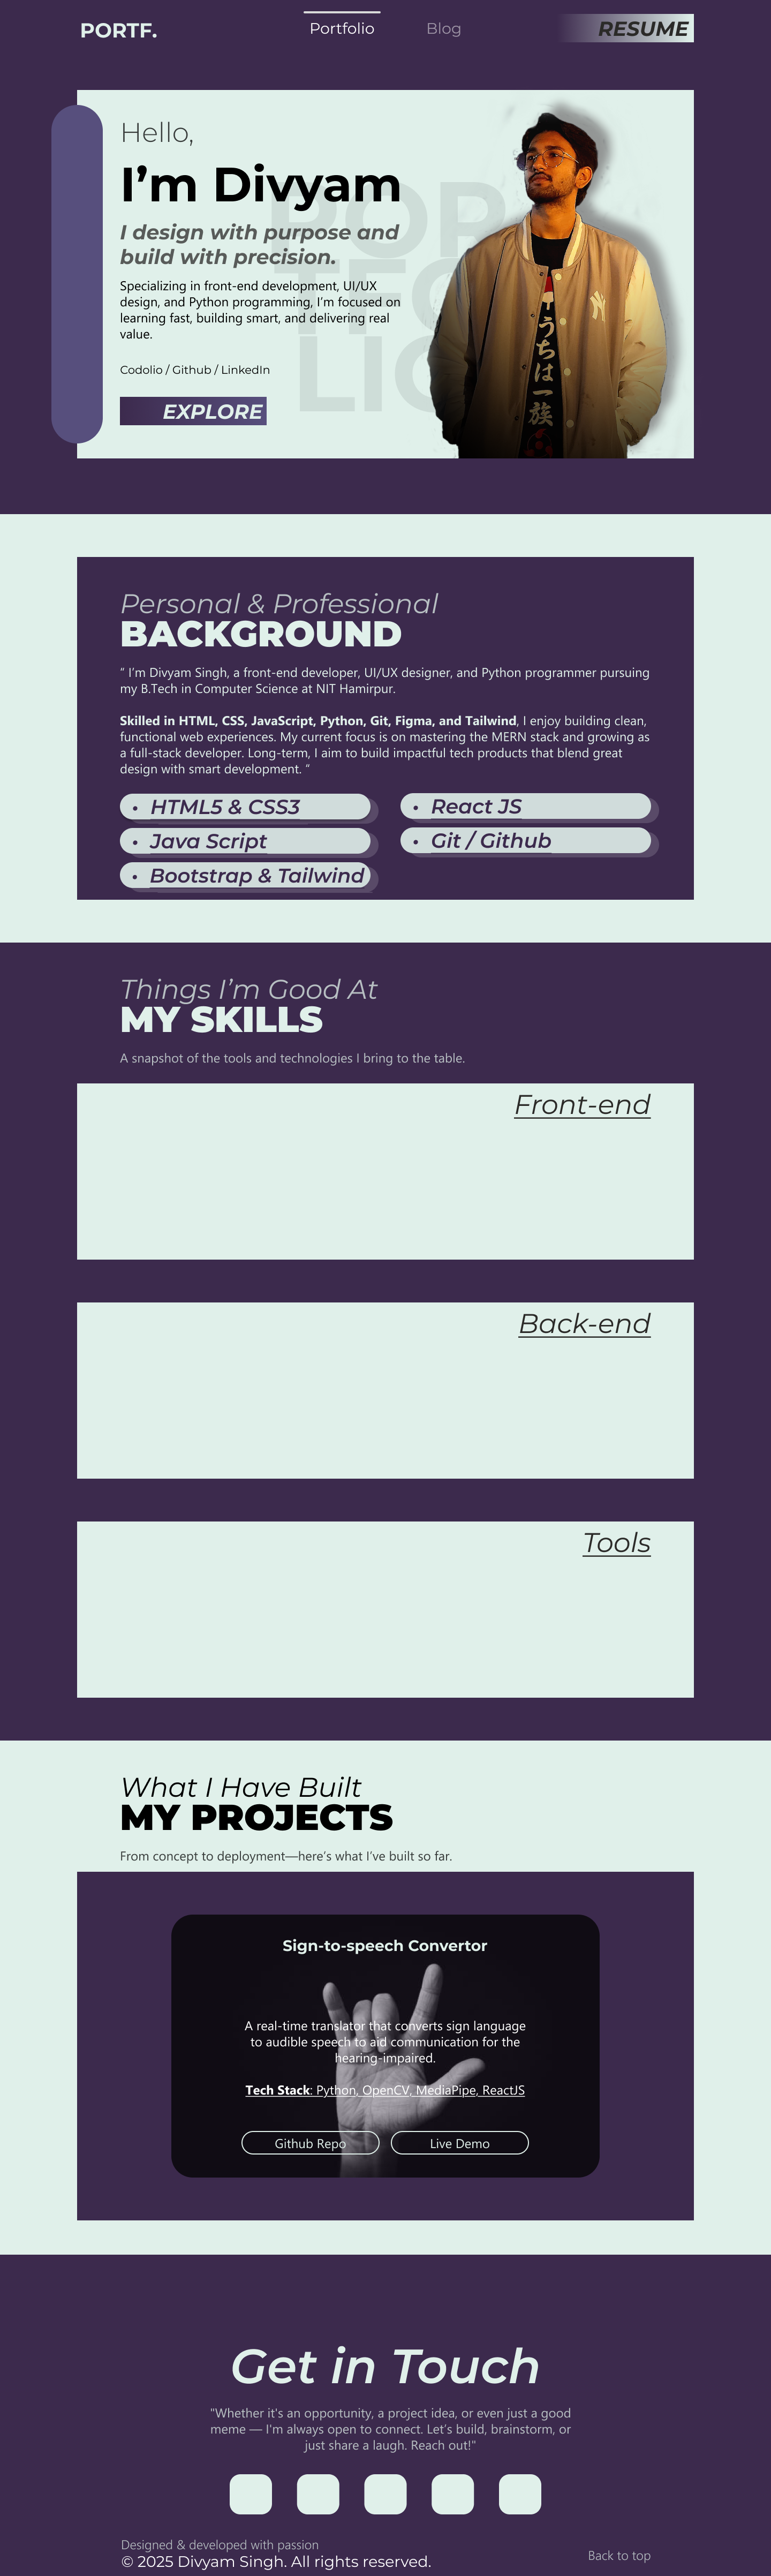 PORTF.
Portfolio
Blog
RESUME
Hello,
I’m Divyam
I design with purpose and
build with precision.
Specializing in front-end development, UI/UX
design, and Python programming, I’m focused on
learning fast, building smart, and delivering real
value.
Codolio / Github / LinkedIn
EXPLORE
POR
TFO
LIO
うちは一族
Personal & Professional
BACKGROUND
“ I’m Divyam Singh, a front-end developer, UI/UX designer, and Python programmer pursuing
my B.Tech in Computer Science at NIT Hamirpur.
Skilled in HTML, CSS, JavaScript, Python, Git, Figma, and Tailwind, I enjoy building clean,
functional web experiences. My current focus is on mastering the MERN stack and growing as
a full-stack developer. Long-term, I aim to build impactful tech products that blend great
design with smart development. ”
• HTML5 & CSS3
• React JS
• Java Script
• Git / Github
• Bootstrap & Tailwind
Things I’m Good At
MY SKILLS
A snapshot of the tools and technologies I bring to the table.
Front-end
Back-end
Tools
What I Have Built
MY PROJECTS
From concept to deployment—here’s what I’ve built so far.
Sign-to-speech Convertor
A real-time translator that converts sign language
to audible speech to aid communication for the
hearing-impaired.
Tech Stack: Python, OpenCV, MediaPipe, ReactJS
Github Repo
Live Demo
Get in Touch
"Whether it's an opportunity, a project idea, or even just a good
meme — I'm always open to connect. Let’s build, brainstorm, or
just share a laugh. Reach out!"
Designed & developed with passion
© 2025 Divyam Singh. All rights reserved.
Back to top